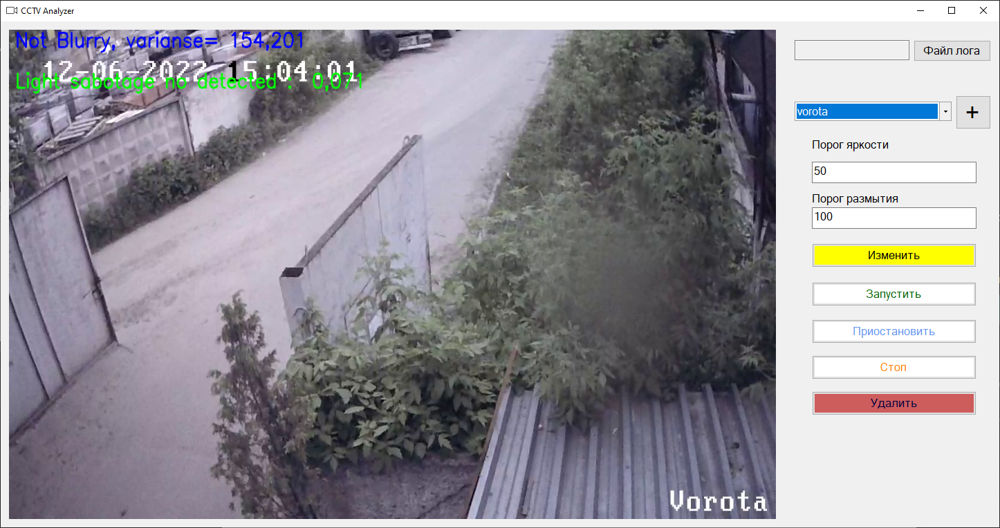 CCTV Analyzer
Not Blurry, varianse= 154,201
12-06-2022 15:04:01
Light sabotage no detected : 0,071
Файл лога
vorota
+
Порог яркости
50
Порог размытия
100
Изменить
Запустить
Приостановить
Стоп
Удалить
Vorota